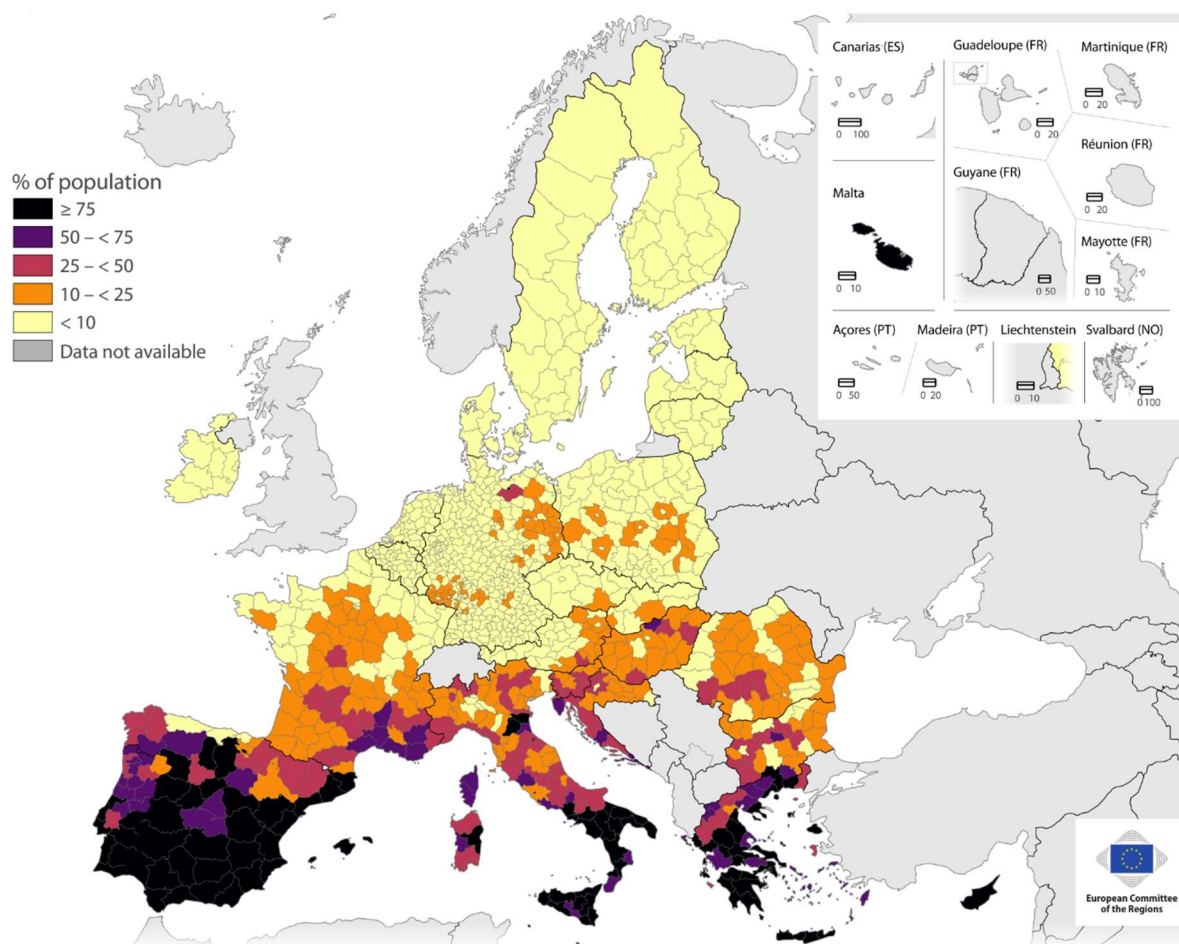 % of population
≥ 75
50 – < 75
25 – < 50
10 – < 25
< 10
Data not available
Canarias (ES)
0 100
Guadeloupe (FR)
0 20
Martinique (FR)
0 20
Réunion (FR)
0 20
Malta
0 10
Guyane (FR)
0 50
Mayotte (FR)
0 10
Açores (PT)
0 50
Madeira (PT)
0 20
Liechtenstein
0 10
Svalbard (NO)
0 100
European Committee
of the Regions